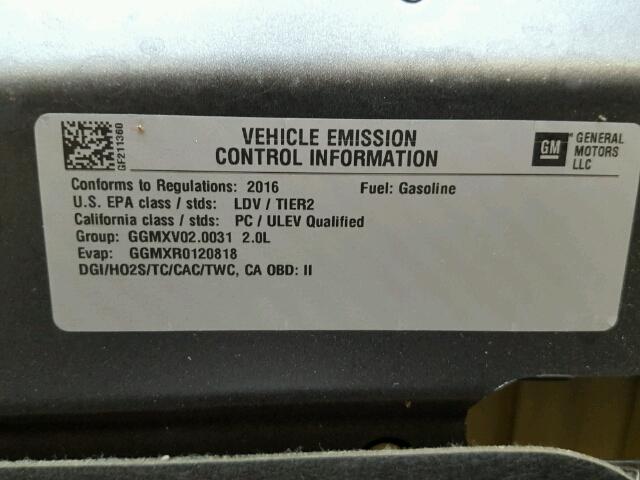 GF211360
VEHICLE EMISSION
CONTROL INFORMATION
GM
GENERAL
MOTORS
LLC
Conforms to Regulations: 2016 Fuel: Gasoline
U.S. EPA class / stds: LDV / TIER2
California class / stds: PC / ULEV Qualified
Group: GGMXV02.0031 2.0L
Evap: GGMXR0120818
DGI/HO2S/TC/CAC/TWC, CA OBD: II